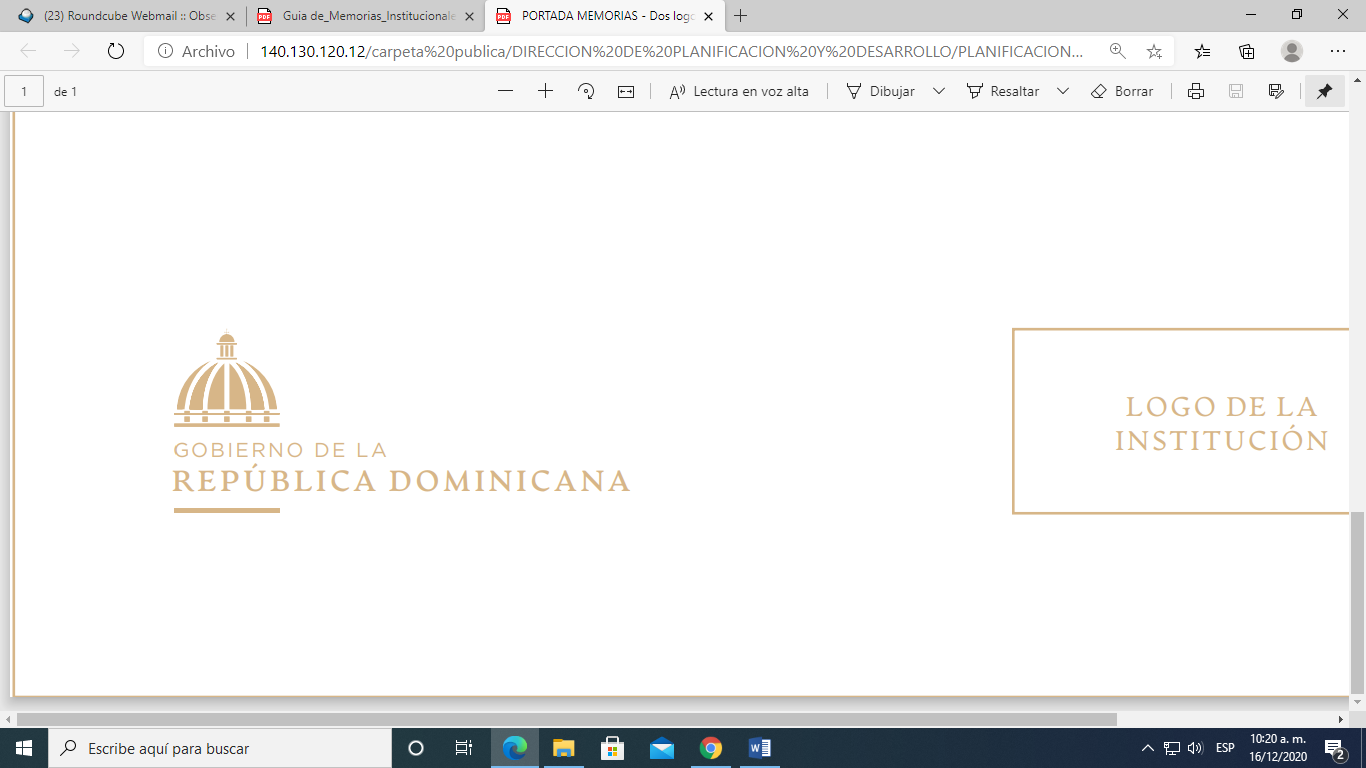 (23) Roundcube Webmail :: Obse
Guia de_Memorias_Institucionale
PORTADA MEMORIAS - Dos logo
Archivo
140.130.120.12/carpeta%20publica/DIRECCION%20DE%20PLANIFICACION%20Y%20DESARROLLO/PLANIFICACION...
1
de 1
Lectura en voz alta
Dibujar
Resaltar
Borrar
GOBIERNO DE LA
REPÚBLICA DOMINICANA
LOGO DE LA
INSTITUCIÓN
Escribe aquí para buscar
ESP
10:20 a. m.
16/12/2020
2